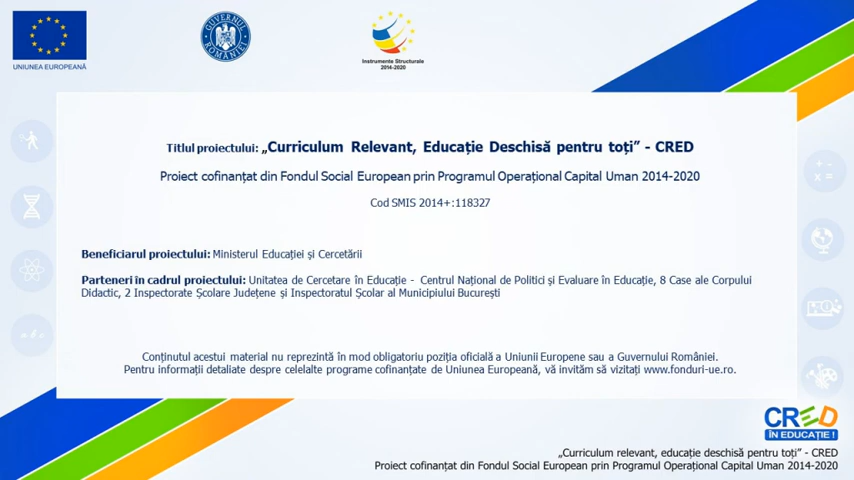 UNIUNEA EUROPEANĂ
GUVERNUL ROMÂNIEI
Instrumente Structurale
2014-2020
Titlul proiectului: „Curriculum Relevant, Educație Deschisă pentru toți” - CRED
Proiect cofinanțat din Fondul Social European prin Programul Operațional Capital Uman 2014-2020
Cod SMIS 2014+:118327
Beneficiarul proiectului: Ministerul Educației și Cercetării
Parteneri în cadrul proiectului: Unitatea de Cercetare în Educație - Centrul Național de Politici și Evaluare în Educație, 8 Case ale Corpului
Didactic, 2 Inspectorate Școlare Județene și Inspectoratul Școlar al Municipiului București
Conținutul acestui material nu reprezintă în mod obligatoriu poziția oficială a Uniunii Europene sau a Guvernului României.
Pentru informații detaliate despre celelalte programe cofinanțate de Uniunea Europeană, vă invităm să vizitați www.fonduri-ue.ro.
CRED
ÎN EDUCAȚIE!
„Curriculum relevant, educație deschisă pentru toți” - CRED
Proiect cofinanțat din Fondul Social European prin Programul Operațional Capital Uman 2014-2020